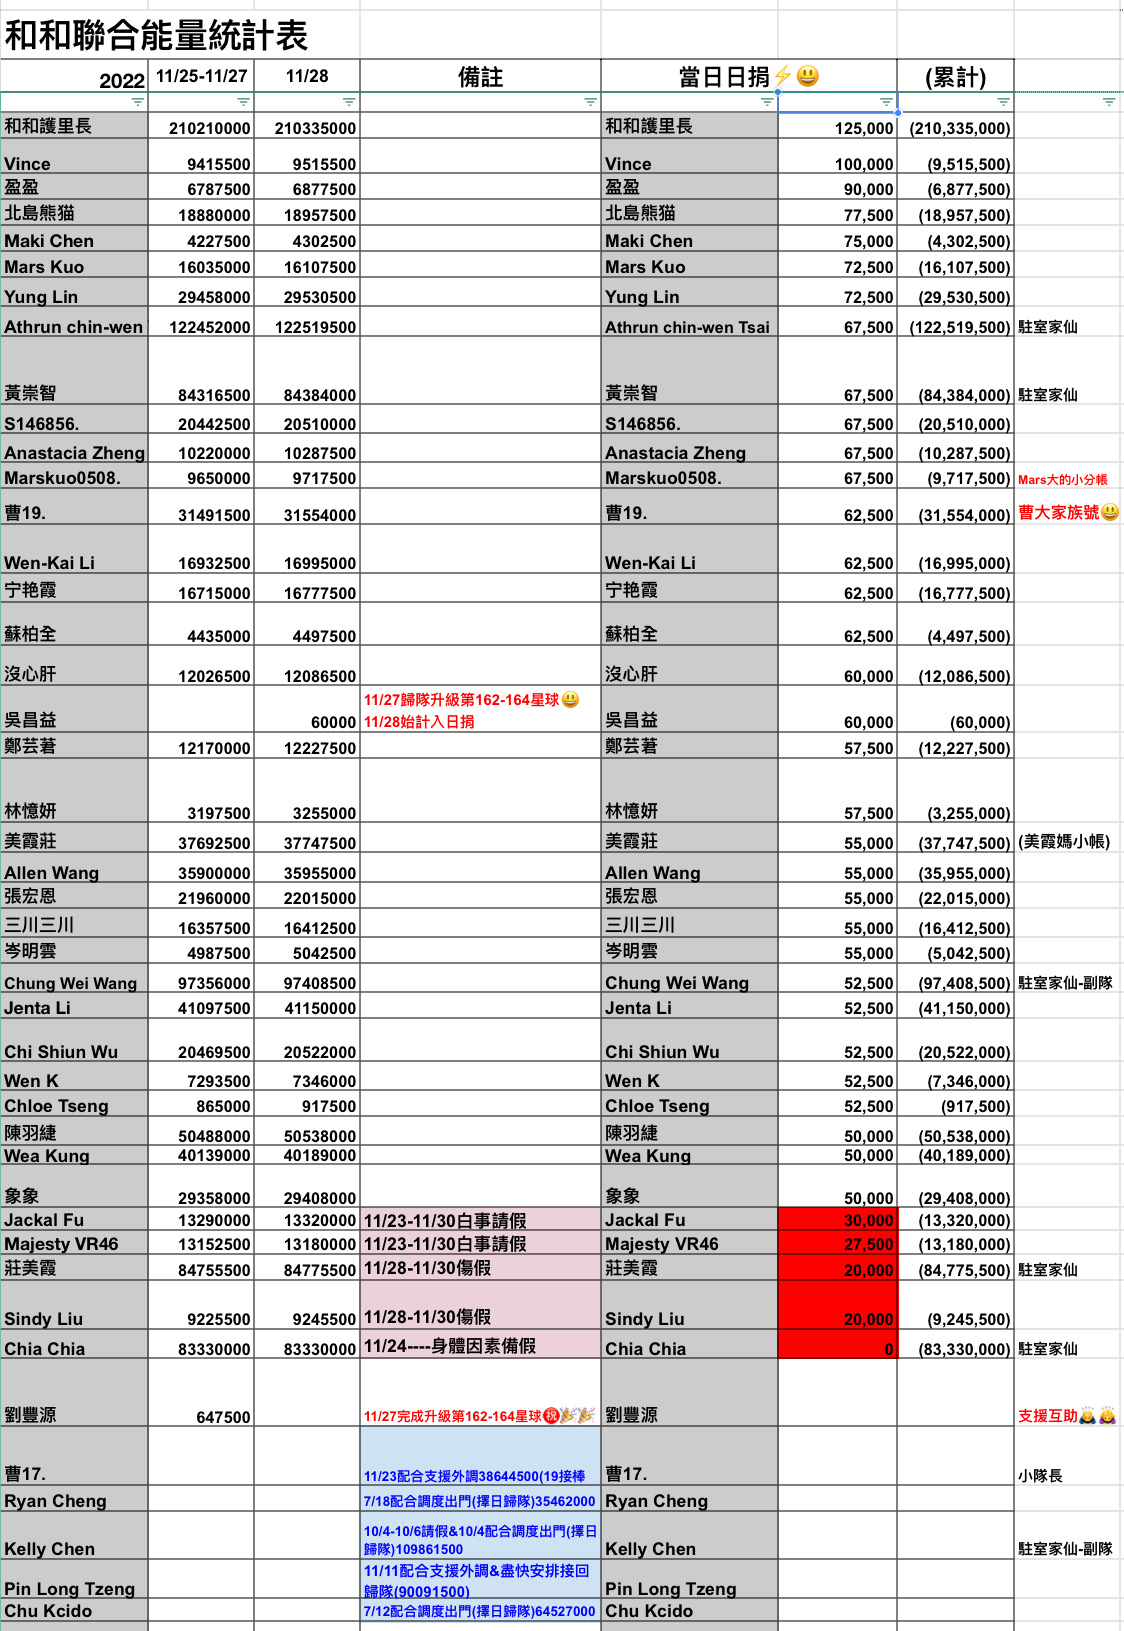 和和聯合能量統計表
2022 11/25-11/27 11/28 備註 當日日捐⚡😃 (累計)
和和護里長 210210000 210335000 和和護里長 125,000 (210,335,000)
Vince 9415500 9515500 Vince 100,000 (9,515,500)
盈盈 6787500 6877500 盈盈 90,000 (6,877,500)
北島熊猫 18880000 18957500 北島熊猫 77,500 (18,957,500)
Maki Chen 4227500 4302500 Maki Chen 75,000 (4,302,500)
Mars Kuo 16035000 16107500 Mars Kuo 72,500 (16,107,500)
Yung Lin 29458000 29530500 Yung Lin 72,500 (29,530,500)
Athrun chin-wen 122452000 122519500 Athrun chin-wen Tsai 67,500 (122,519,500) 駐室家仙
黃崇智 84316500 84384000 黃崇智 67,500 (84,384,000) 駐室家仙
S146856. 20442500 20510000 S146856. 67,500 (20,510,000)
Anastacia Zheng 10220000 10287500 Anastacia Zheng 67,500 (10,287,500)
Marskuo0508. 9650000 9717500 Marskuo0508. 67,500 (9,717,500) Mars大的小分帳
曹19. 31491500 31554000 曹19. 62,500 (31,554,000) 曹大家族號😃
Wen-Kai Li 16932500 16995000 Wen-Kai Li 62,500 (16,995,000)
宁艳霞 16715000 16777500 宁艳霞 62,500 (16,777,500)
蘇柏全 4435000 4497500 蘇柏全 62,500 (4,497,500)
沒心肝 12026500 12086500 沒心肝 60,000 (12,086,500)
11/27歸隊升級第162-164星球😃
吳昌益 60000 11/28始計入日捐 吳昌益 60,000 (60,000)
鄭芸著 12170000 12227500 鄭芸著 57,500 (12,227,500)
林憶妍 3197500 3255000 林憶妍 57,500 (3,255,000)
美霞莊 37692500 37747500 美霞莊 55,000 (37,747,500) (美霞媽小帳)
Allen Wang 35900000 35955000 Allen Wang 55,000 (35,955,000)
張宏恩 21960000 22015000 張宏恩 55,000 (22,015,000)
三川三川 16357500 16412500 三川三川 55,000 (16,412,500)
岑明雲 4987500 5042500 岑明雲 55,000 (5,042,500)
Chung Wei Wang 97356000 97408500 Chung Wei Wang 52,500 (97,408,500) 駐室家仙-副隊
Jenta Li 41097500 41150000 Jenta Li 52,500 (41,150,000)
Chi Shiun Wu 20469500 20522000 Chi Shiun Wu 52,500 (20,522,000)
Wen K 7293500 7346000 Wen K 52,500 (7,346,000)
Chloe Tseng 865000 917500 Chloe Tseng 52,500 (917,500)
陳羽緁 50488000 50538000 陳羽緁 50,000 (50,538,000)
Wea Kung 40139000 40189000 Wea Kung 50,000 (40,189,000)
象象 29358000 29408000 象象 50,000 (29,408,000)
Jackal Fu 13290000 13320000 11/23-11/30白事請假 Jackal Fu 30,000 (13,320,000)
Majesty VR46 13152500 13180000 11/23-11/30白事請假 Majesty VR46 27,500 (13,180,000)
莊美霞 84755500 84775500 11/28-11/30傷假 莊美霞 20,000 (84,775,500) 駐室家仙
Sindy Liu 9225500 9245500 11/28-11/30傷假 Sindy Liu 20,000 (9,245,500)
Chia Chia 83330000 83330000 11/24----身體因素備假 Chia Chia 0 (83,330,000) 駐室家仙
劉豐源 647500 11/27完成升級第162-164星球㊗️🎉🎉 劉豐源 支援互助🙇‍♂️🙇‍♀️
曹17. 11/23配合支援外調38644500(19接棒 曹17. 小隊長
Ryan Cheng 7/18配合調度出門(擇日歸隊)35462000 Ryan Cheng
10/4-10/6請假&10/4配合調度出門(擇日
Kelly Chen 歸隊)109861500 Kelly Chen 駐室家仙-副隊
11/11配合支援外調&盡快安排接回
Pin Long Tzeng 歸隊(90091500) Pin Long Tzeng
Chu Kcido 7/12配合調度出門(擇日歸隊)64527000 Chu Kcido